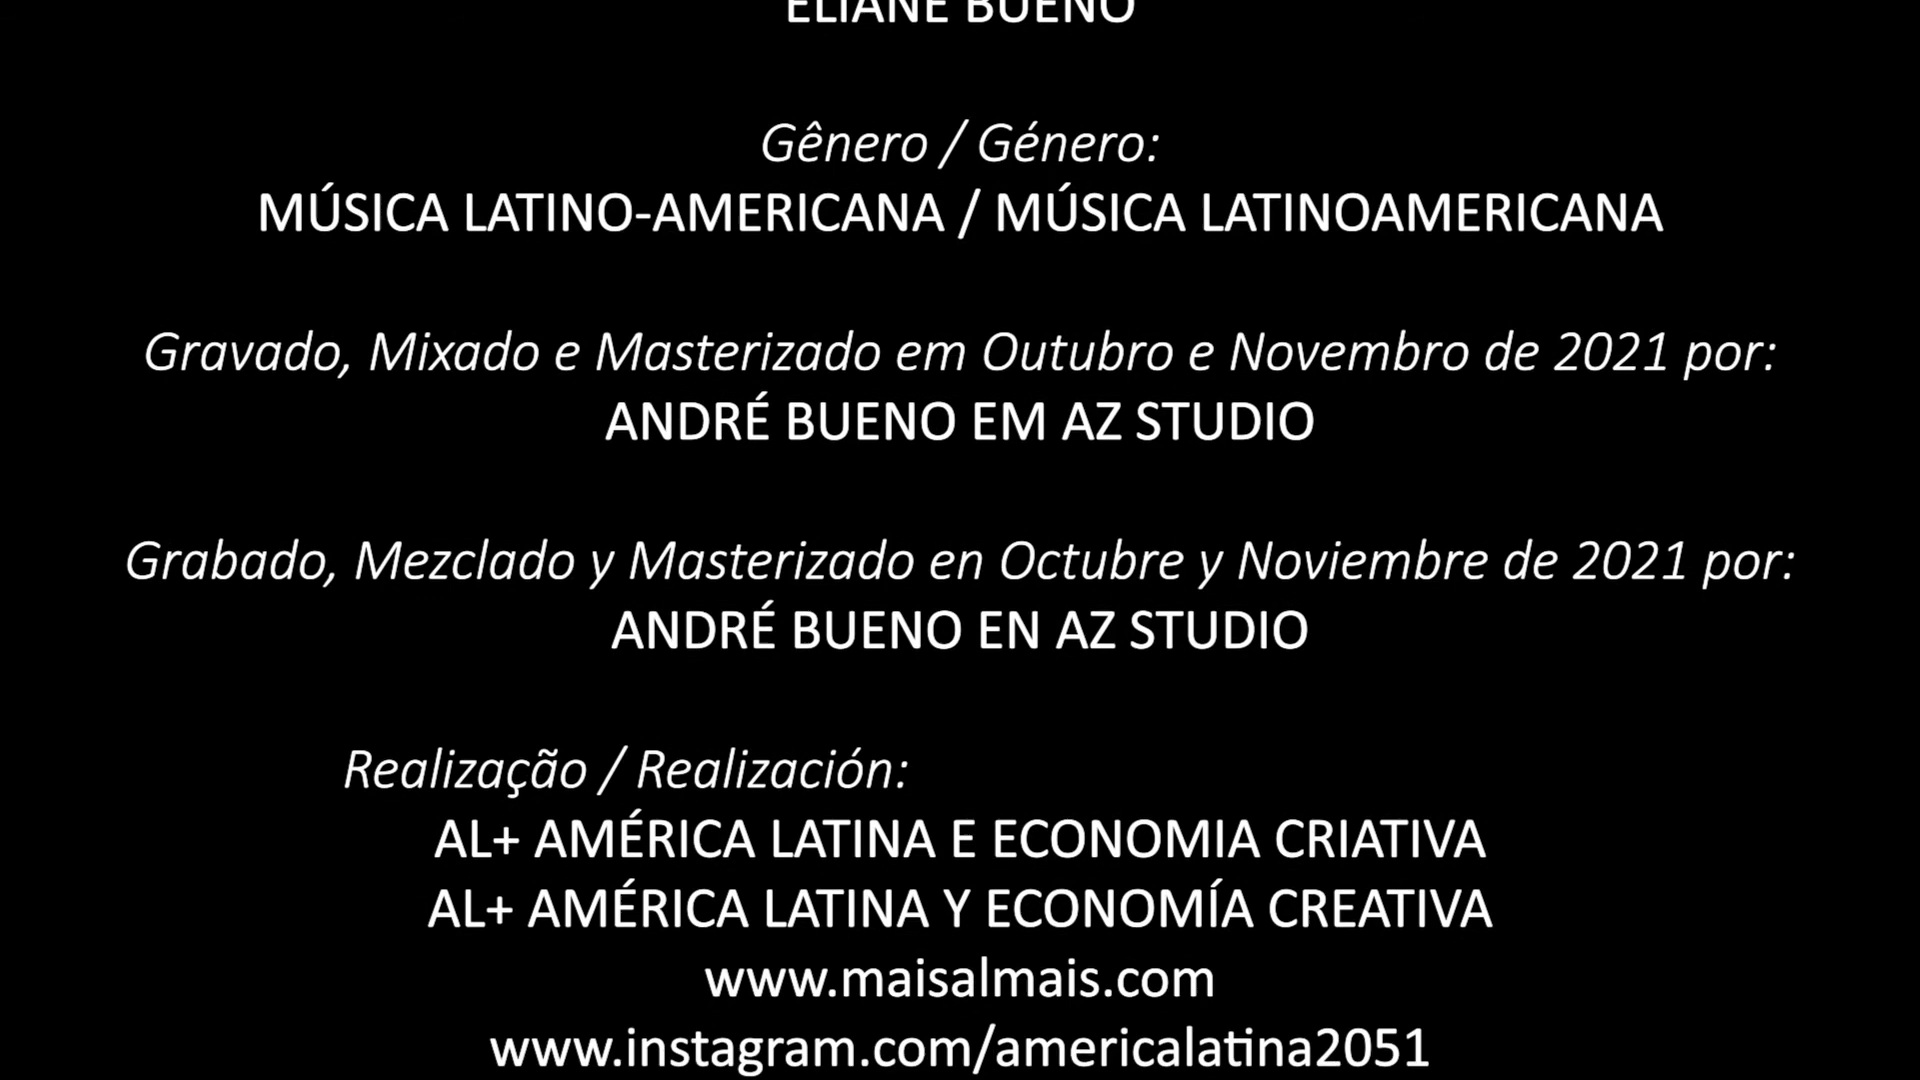 ELIANE BUENO
Gênero / Género:
MÚSICA LATINO-AMERICANA / MÚSICA LATINOAMERICANA
Gravado, Mixado e Masterizado em Outubro e Novembro de 2021 por:
ANDRÉ BUENO EM AZ STUDIO
Grabado, Mezclado y Masterizado en Octubre y Noviembre de 2021 por:
ANDRÉ BUENO EN AZ STUDIO
Realização / Realización:
AL+ AMÉRICA LATINA E ECONOMIA CRIATIVA
AL+ AMÉRICA LATINA Y ECONOMÍA CREATIVA
www.maisalmais.com
www.instagram.com/americalatina2051